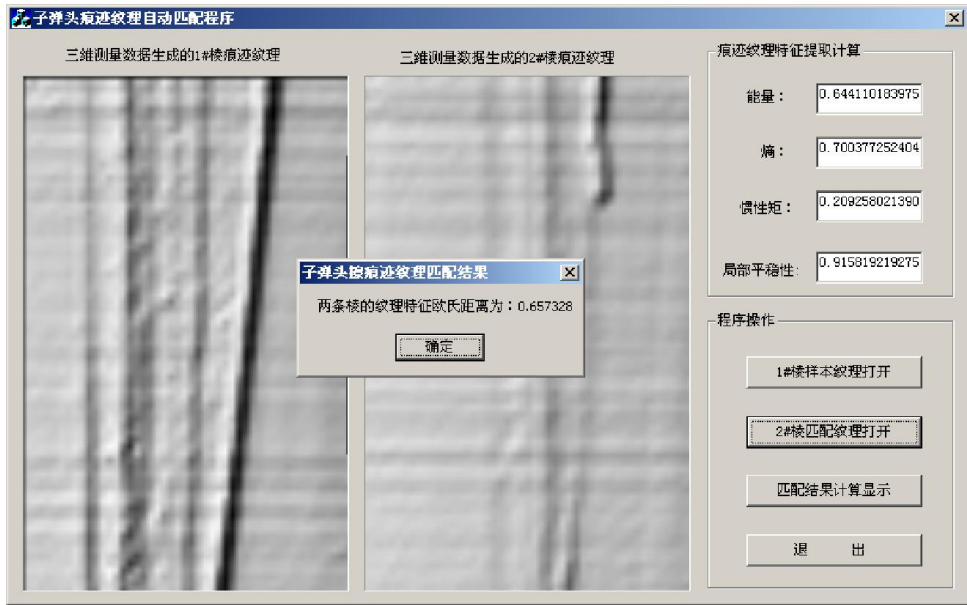 子弹头痕迹纹理自动匹配程序
三维测量数据生成的1#棱痕迹纹理
三维测量数据生成的2#棱痕迹纹理
痕迹纹理特征提取计算
能量：
0.644110183975
熵：
0.700377252404
惯性矩：
0.209258021390
局部平稳性：
0.915819219275
子弹头膛痕迹纹理匹配结果
两条棱的纹理特征欧氏距离为：0.657328
确定
程序操作
1#棱样本纹理打开
2#棱匹配纹理打开
匹配结果计算显示
退 出